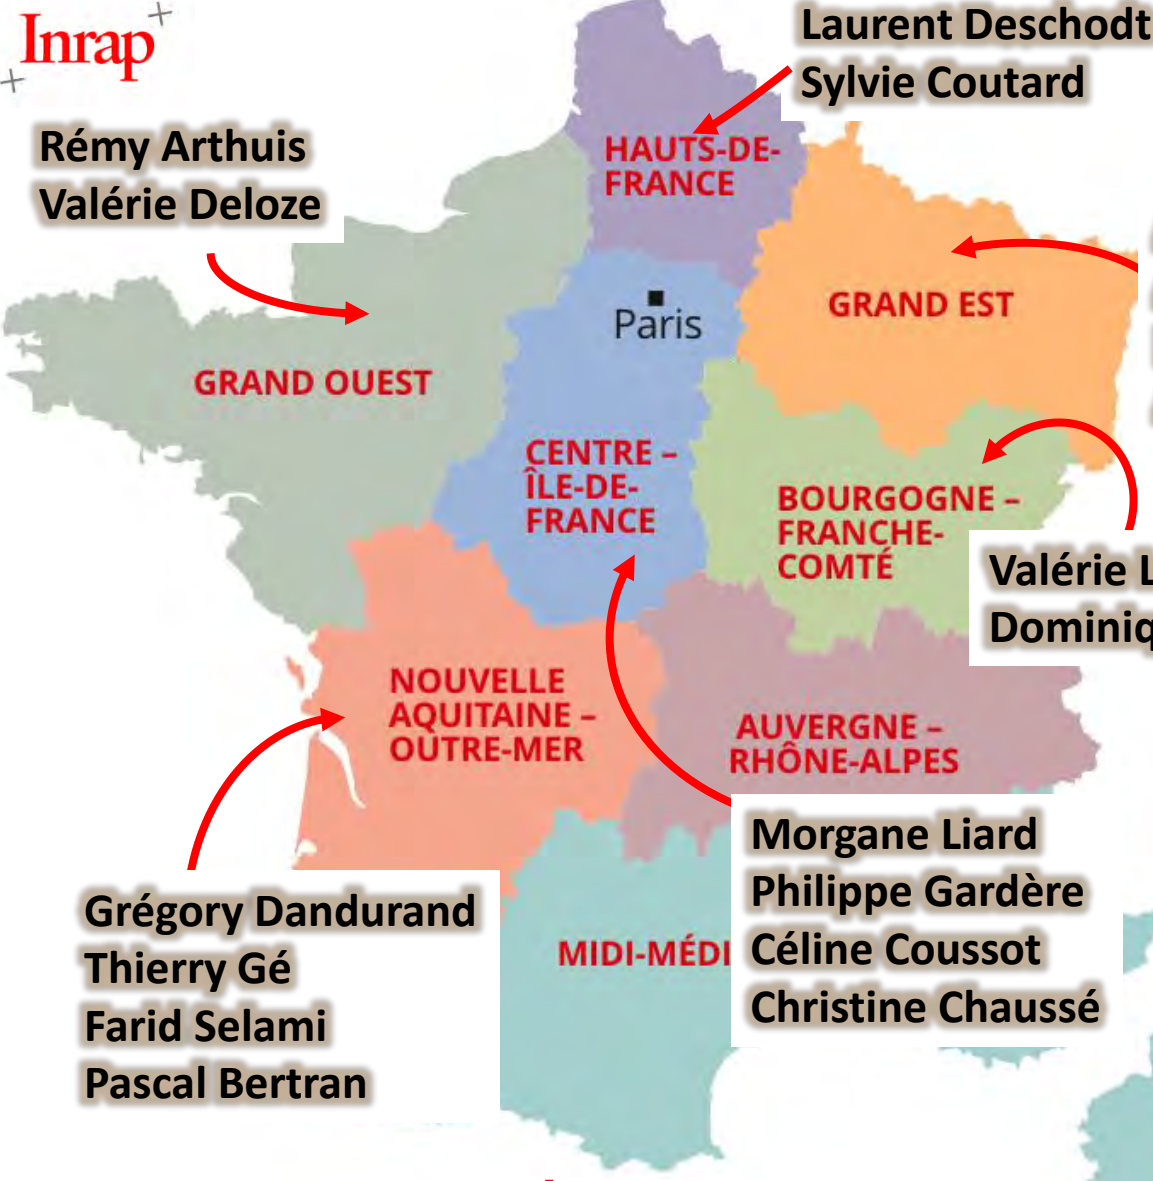 Inrap
Laurent Deschodt
Sylvie Coutard
Rémy Arthuis
Valérie Deloze
HAUTS-DE-
FRANCE
Paris
GRAND EST
GRAND OUEST
CENTRE –
ÎLE-DE-
FRANCE
BOURGOGNE –
FRANCHE-
COMTÉ
Valérie
NOUVELLE
AQUITAINE –
OUTRE-MER
AUVERGNE –
RHÔNE-ALPES
Morgane Liard
Philippe Gardère
Céline Coussot
Christine Chaussé
Grégory Dandurand
Thierry Gé
Farid Selami
Pascal Bertran